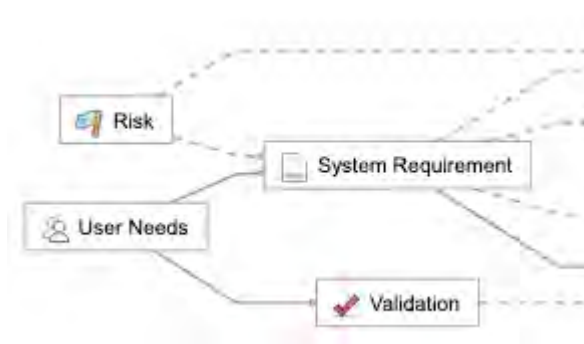 Risk
System Requirement
User Needs
Validation